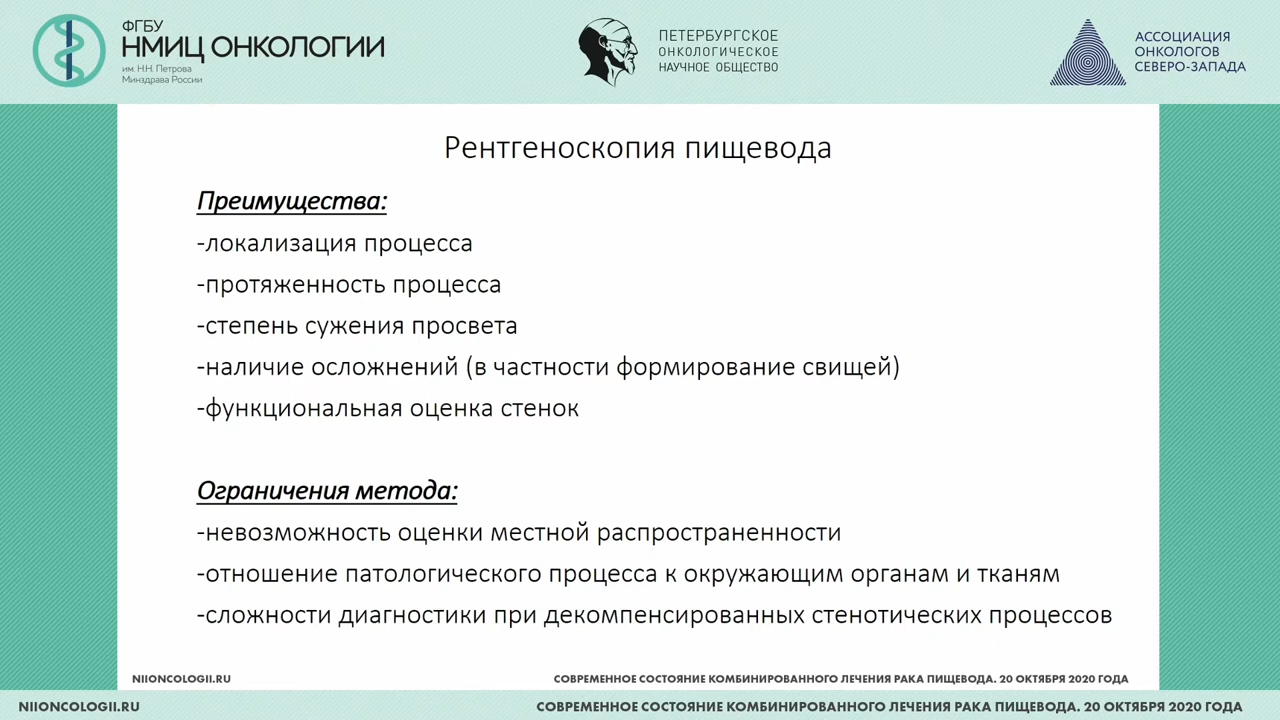 ФГБУ
НМИЦ ОНКОЛОГИИ
им. Н.Н. Петрова
Минздрава России
ПЕТЕРБУРГСКОЕ
ОНКОЛОГИЧЕСКОЕ
НАУЧНОЕ ОБЩЕСТВО
АССОЦИАЦИЯ
ОНКОЛОГОВ
СЕВЕРО-ЗАПАДА
Рентгеноскопия пищевода
Преимущества:
-локализация процесса
-протяженность процесса
-степень сужения просвета
-наличие осложнений (в частности формирование свищей)
-функциональная оценка стенок
Ограничения метода:
-невозможность оценки местной распространенности
-отношение патологического процесса к окружающим органам и тканям
-сложности диагностики при декомпенсированных стенотических процессов
NIIONCOLOGII.RU
СОВРЕМЕННОЕ СОСТОЯНИЕ КОМБИНИРОВАННОГО ЛЕЧЕНИЯ РАКА ПИЩЕВОДА. 20 ОКТЯБРЯ 2020 ГОДА
NIIONCOLOGII.RU
СОВРЕМЕННОЕ СОСТОЯНИЕ КОМБИНИРОВАННОГО ЛЕЧЕНИЯ РАКА ПИЩЕВОДА. 20 ОКТЯБРЯ 2020 ГОДА